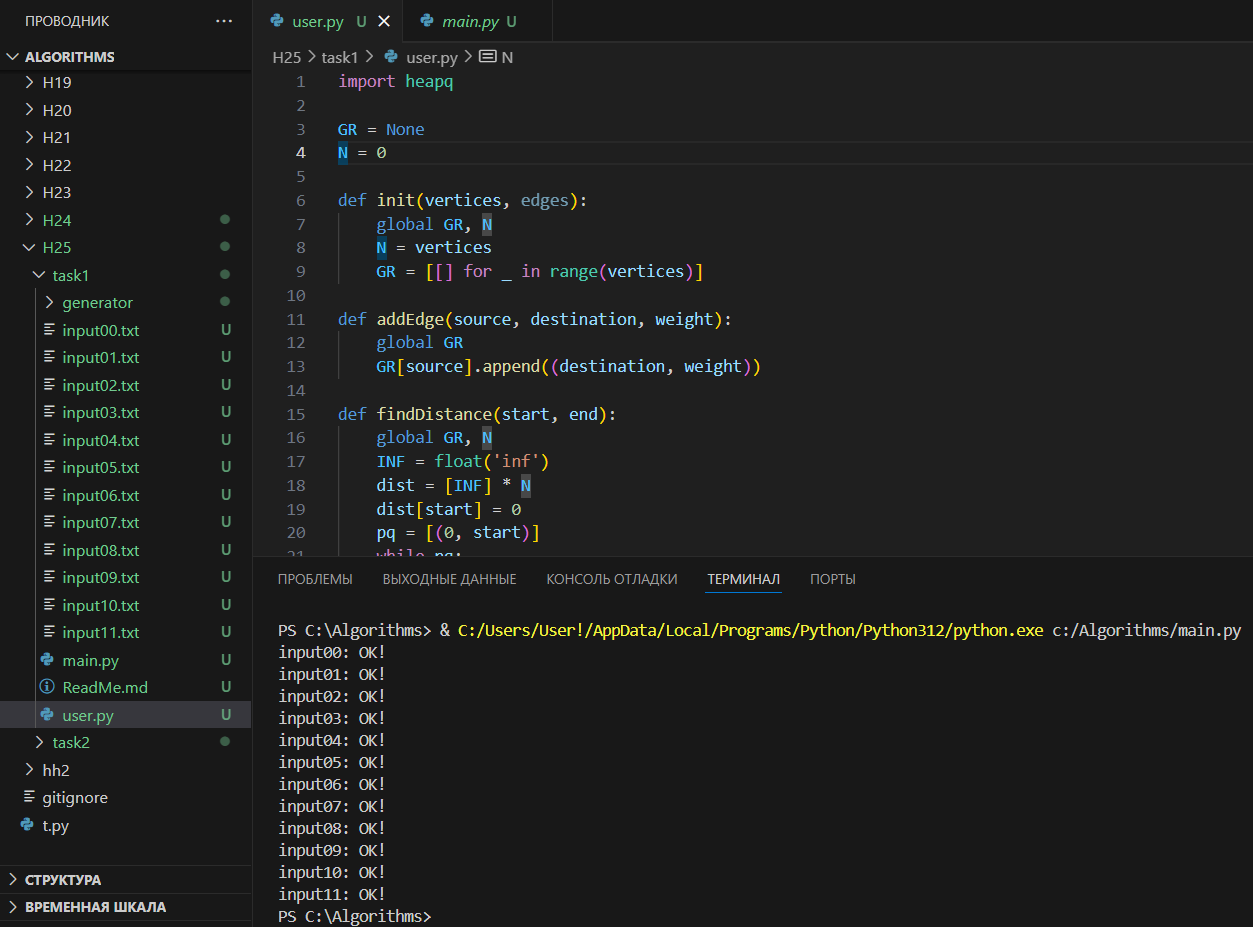 ПРОВОДНИК ...
ALGORITHMS
H19
H20
H21
H22
H23
H24
H25
task1
generator
input00.txt U
input01.txt U
input02.txt U
input03.txt U
input04.txt U
input05.txt U
input06.txt U
input07.txt U
input08.txt U
input09.txt U
input10.txt U
input11.txt U
main.py U
ReadMe.md U
user.py U
task2
hh2
gitignore
t.py
СТРУКТУРА
ВРЕМЕННАЯ ШКАЛА
user.py U main.py U
H25 > task1 > user.py > N
1 import heapq
2
3 GR = None
4 N = 0
5
6 def init(vertices, edges):
7 global GR, N
8 N = vertices
9 GR = [[] for _ in range(vertices)]
10
11 def addEdge(source, destination, weight):
12 global GR
13 GR[source].append((destination, weight))
14
15 def findDistance(start, end):
16 global GR, N
17 INF = float('inf')
18 dist = [INF] * N
19 dist[start] = 0
20 pq = [(0, start)]
21 while pq:
ПРОБЛЕМЫ ВЫХОДНЫЕ ДАННЫЕ КОНСОЛЬ ОТЛАДКИ ТЕРМИНАЛ ПОРТЫ
PS C:\Algorithms> & C:/Users/User!/AppData/Local/Programs/Python/Python312/python.exe c:/Algorithms/main.py
input00: OK!
input01: OK!
input02: OK!
input03: OK!
input04: OK!
input05: OK!
input06: OK!
input07: OK!
input08: OK!
input09: OK!
input10: OK!
input11: OK!
PS C:\Algorithms>